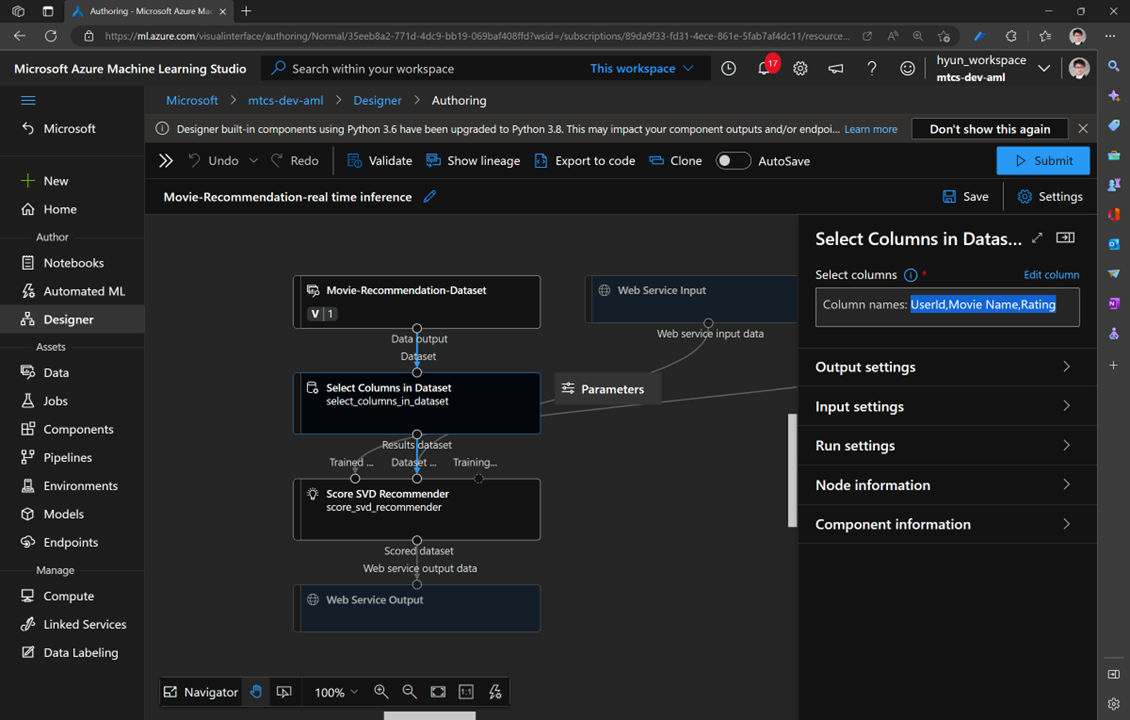 Microsoft Azure Machine Learning Studio
https://ml.azure.com/visualinterface/authoring/Normal/35eeb8a2-771d-4dc9-bb19-069baf408ffd?wsid=/subscriptions/89da9f33-fd31-4ece-861e-5fab7af4dc11/resource...
Authoring - Microsoft Azure Ma
Search within your workspace
This workspace
17
hyun_workspace
mtcs-dev-aml
Microsoft
New
Home
Author
Notebooks
Automated ML
Designer
Assets
Data
Jobs
Components
Pipelines
Environments
Models
Endpoints
Manage
Compute
Linked Services
Data Labeling
Microsoft > mtcs-dev-aml > Designer > Authoring
Designer built-in components using Python 3.6 have been upgraded to Python 3.8. This may impact your component outputs and/or endpoi... Learn more
Don't show this again
Undo
Redo
Validate
Show lineage
Export to code
Clone
AutoSave
Submit
Movie-Recommendation-real time inference
Save
Settings
Movie-Recommendation-Dataset
V | 1
Data output
Dataset
Web Service Input
Web service input data
Select Columns in Dataset
select_columns_in_dataset
Parameters
Results dataset
Trained ... Dataset ... Training...
Score SVD Recommender
score_svd_recommender
Scored dataset
Web service output data
Web Service Output
Navigator
100%
1:1
Select Columns in Datas...
Select columns *
Edit column
Column names: UserId,Movie Name,Rating
Output settings
Input settings
Run settings
Node information
Component information